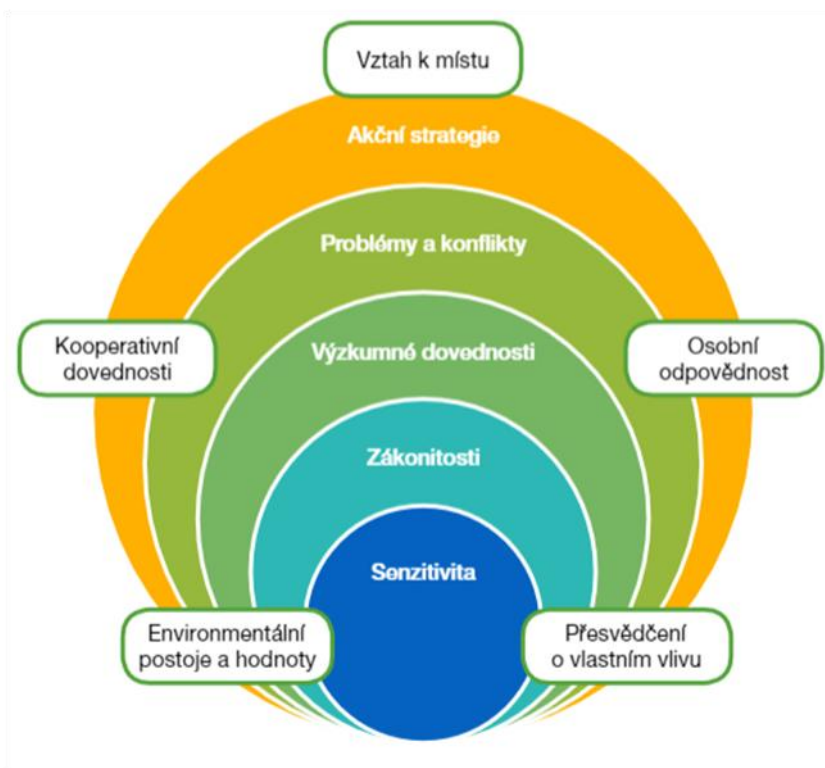 Vztah k místu
Akční strategie
Problémy a konflikty
Kooperativní
dovednosti
Výzkumné dovednosti
Osobní
odpovědnost
Zákonitosti
Senzitivita
Environmentální
postoje a hodnoty
Přesvědčení
o vlastním vlivu